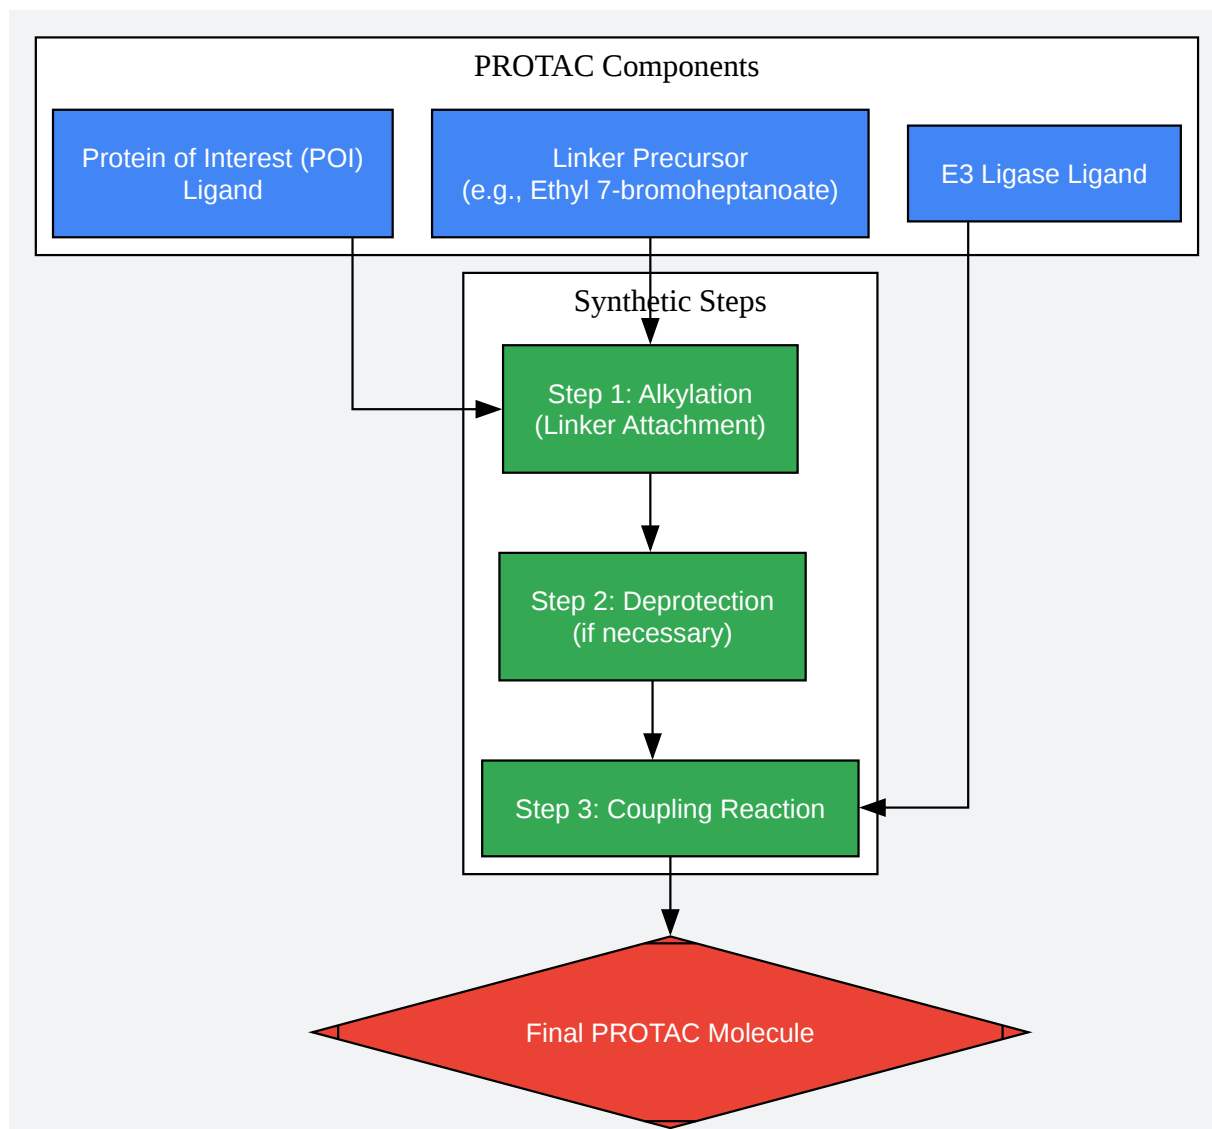 PROTAC Components
Protein of Interest (POI)
Ligand
Linker Precursor
(e.g., Ethyl 7-bromoheptanoate)
E3 Ligase Ligand
Synthetic Steps
Step 1: Alkylation
(Linker Attachment)
Step 2: Deprotection
(if necessary)
Step 3: Coupling Reaction
Final PROTAC Molecule